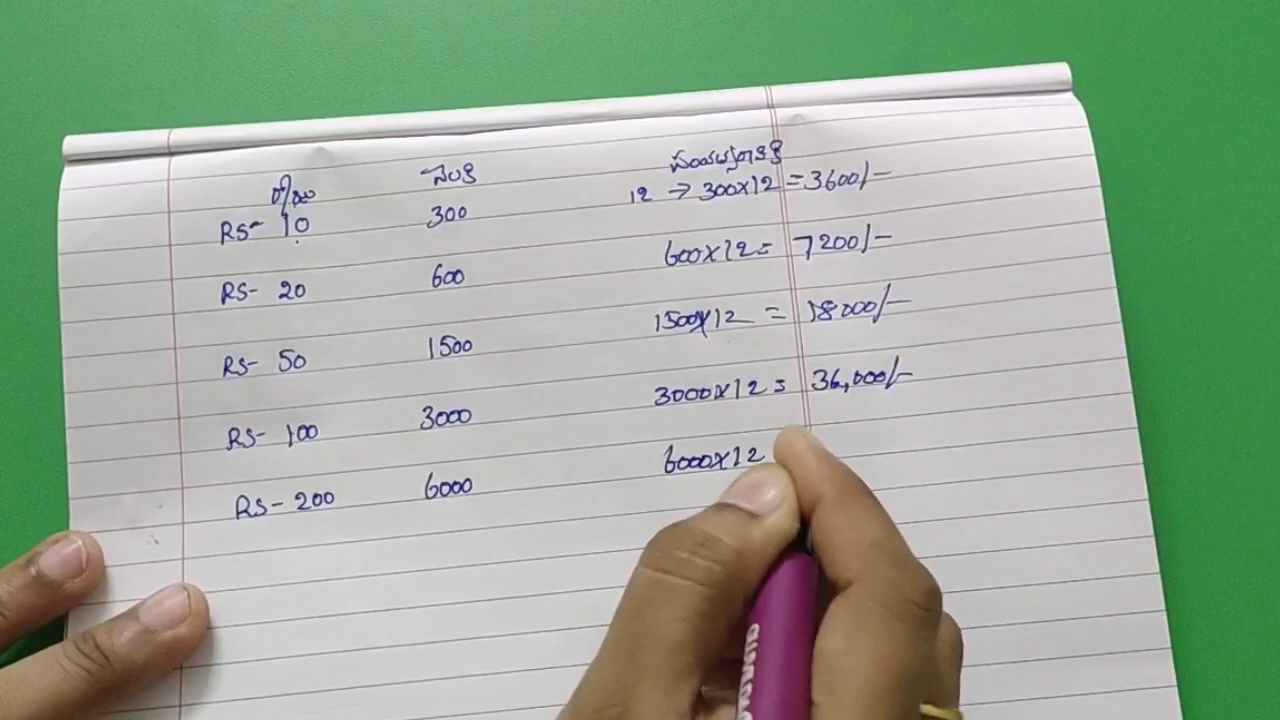 RS- 10 300 12 → 300x12 = 3600/-
RS- 20 600 600x12= 7200/-
RS- 50 1500 1500x12 = 18000/-
RS- 100 3000 3000x12= 36,000/-
RS- 200 6000 6000x12